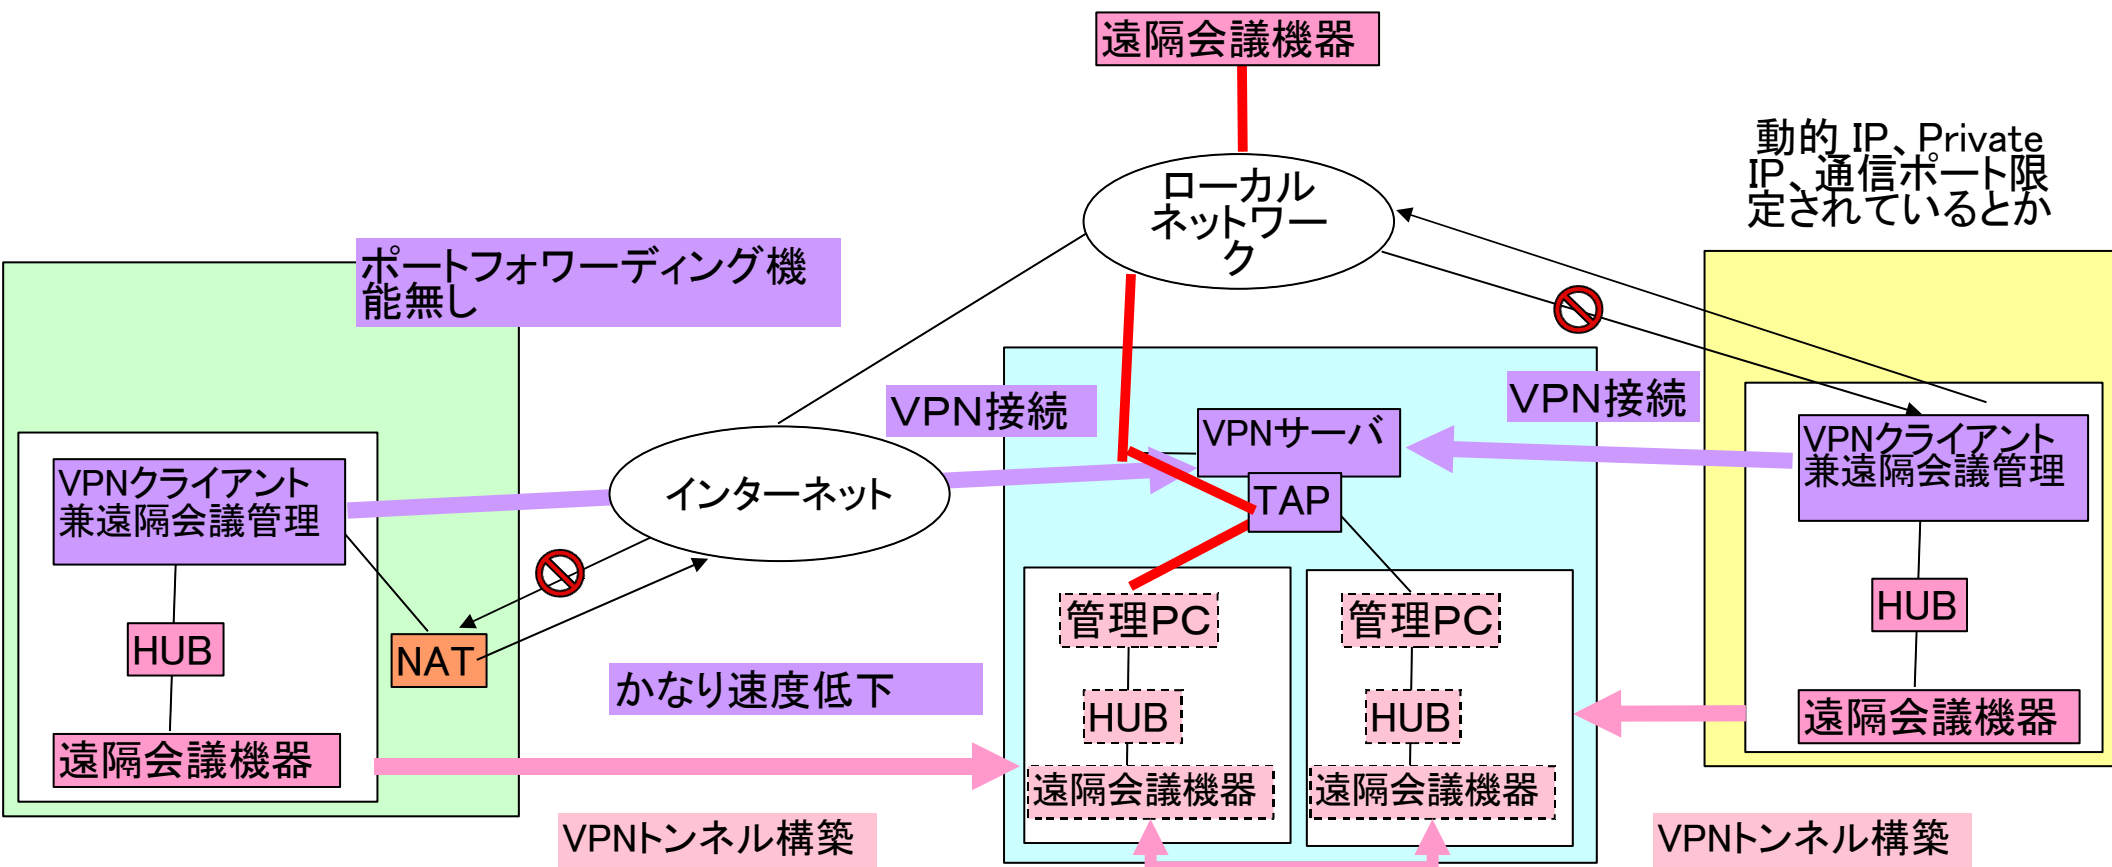 遠隔会議機器
動的 IP、Private
IP、通信ポート限
定されているとか
ローカル
ネットワー
ク
ポートフォワーディング機
能無し
VPN接続
VPN接続
VPNサーバ
TAP
VPNクライアント
兼遠隔会議管理
インターネット
VPNクライアント
兼遠隔会議管理
HUB
NAT
遠隔会議機器
かなり速度低下
管理PC
HUB
遠隔会議機器
管理PC
HUB
遠隔会議機器
HUB
遠隔会議機器
VPNトンネル構築
VPNトンネル構築